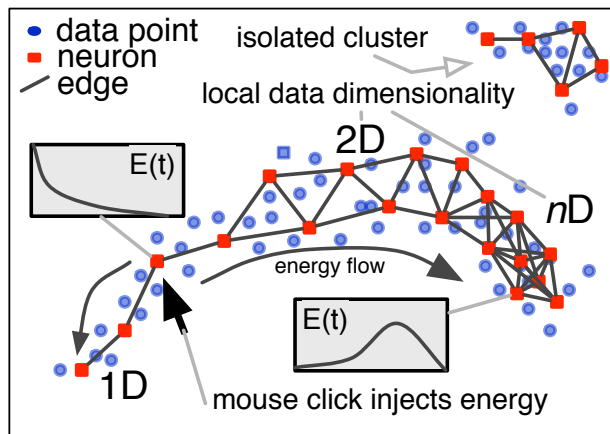 data point
neuron
edge
isolated cluster
local data dimensionality
2D
nD
E(t)
energy flow
E(t)
1D
mouse click injects energy